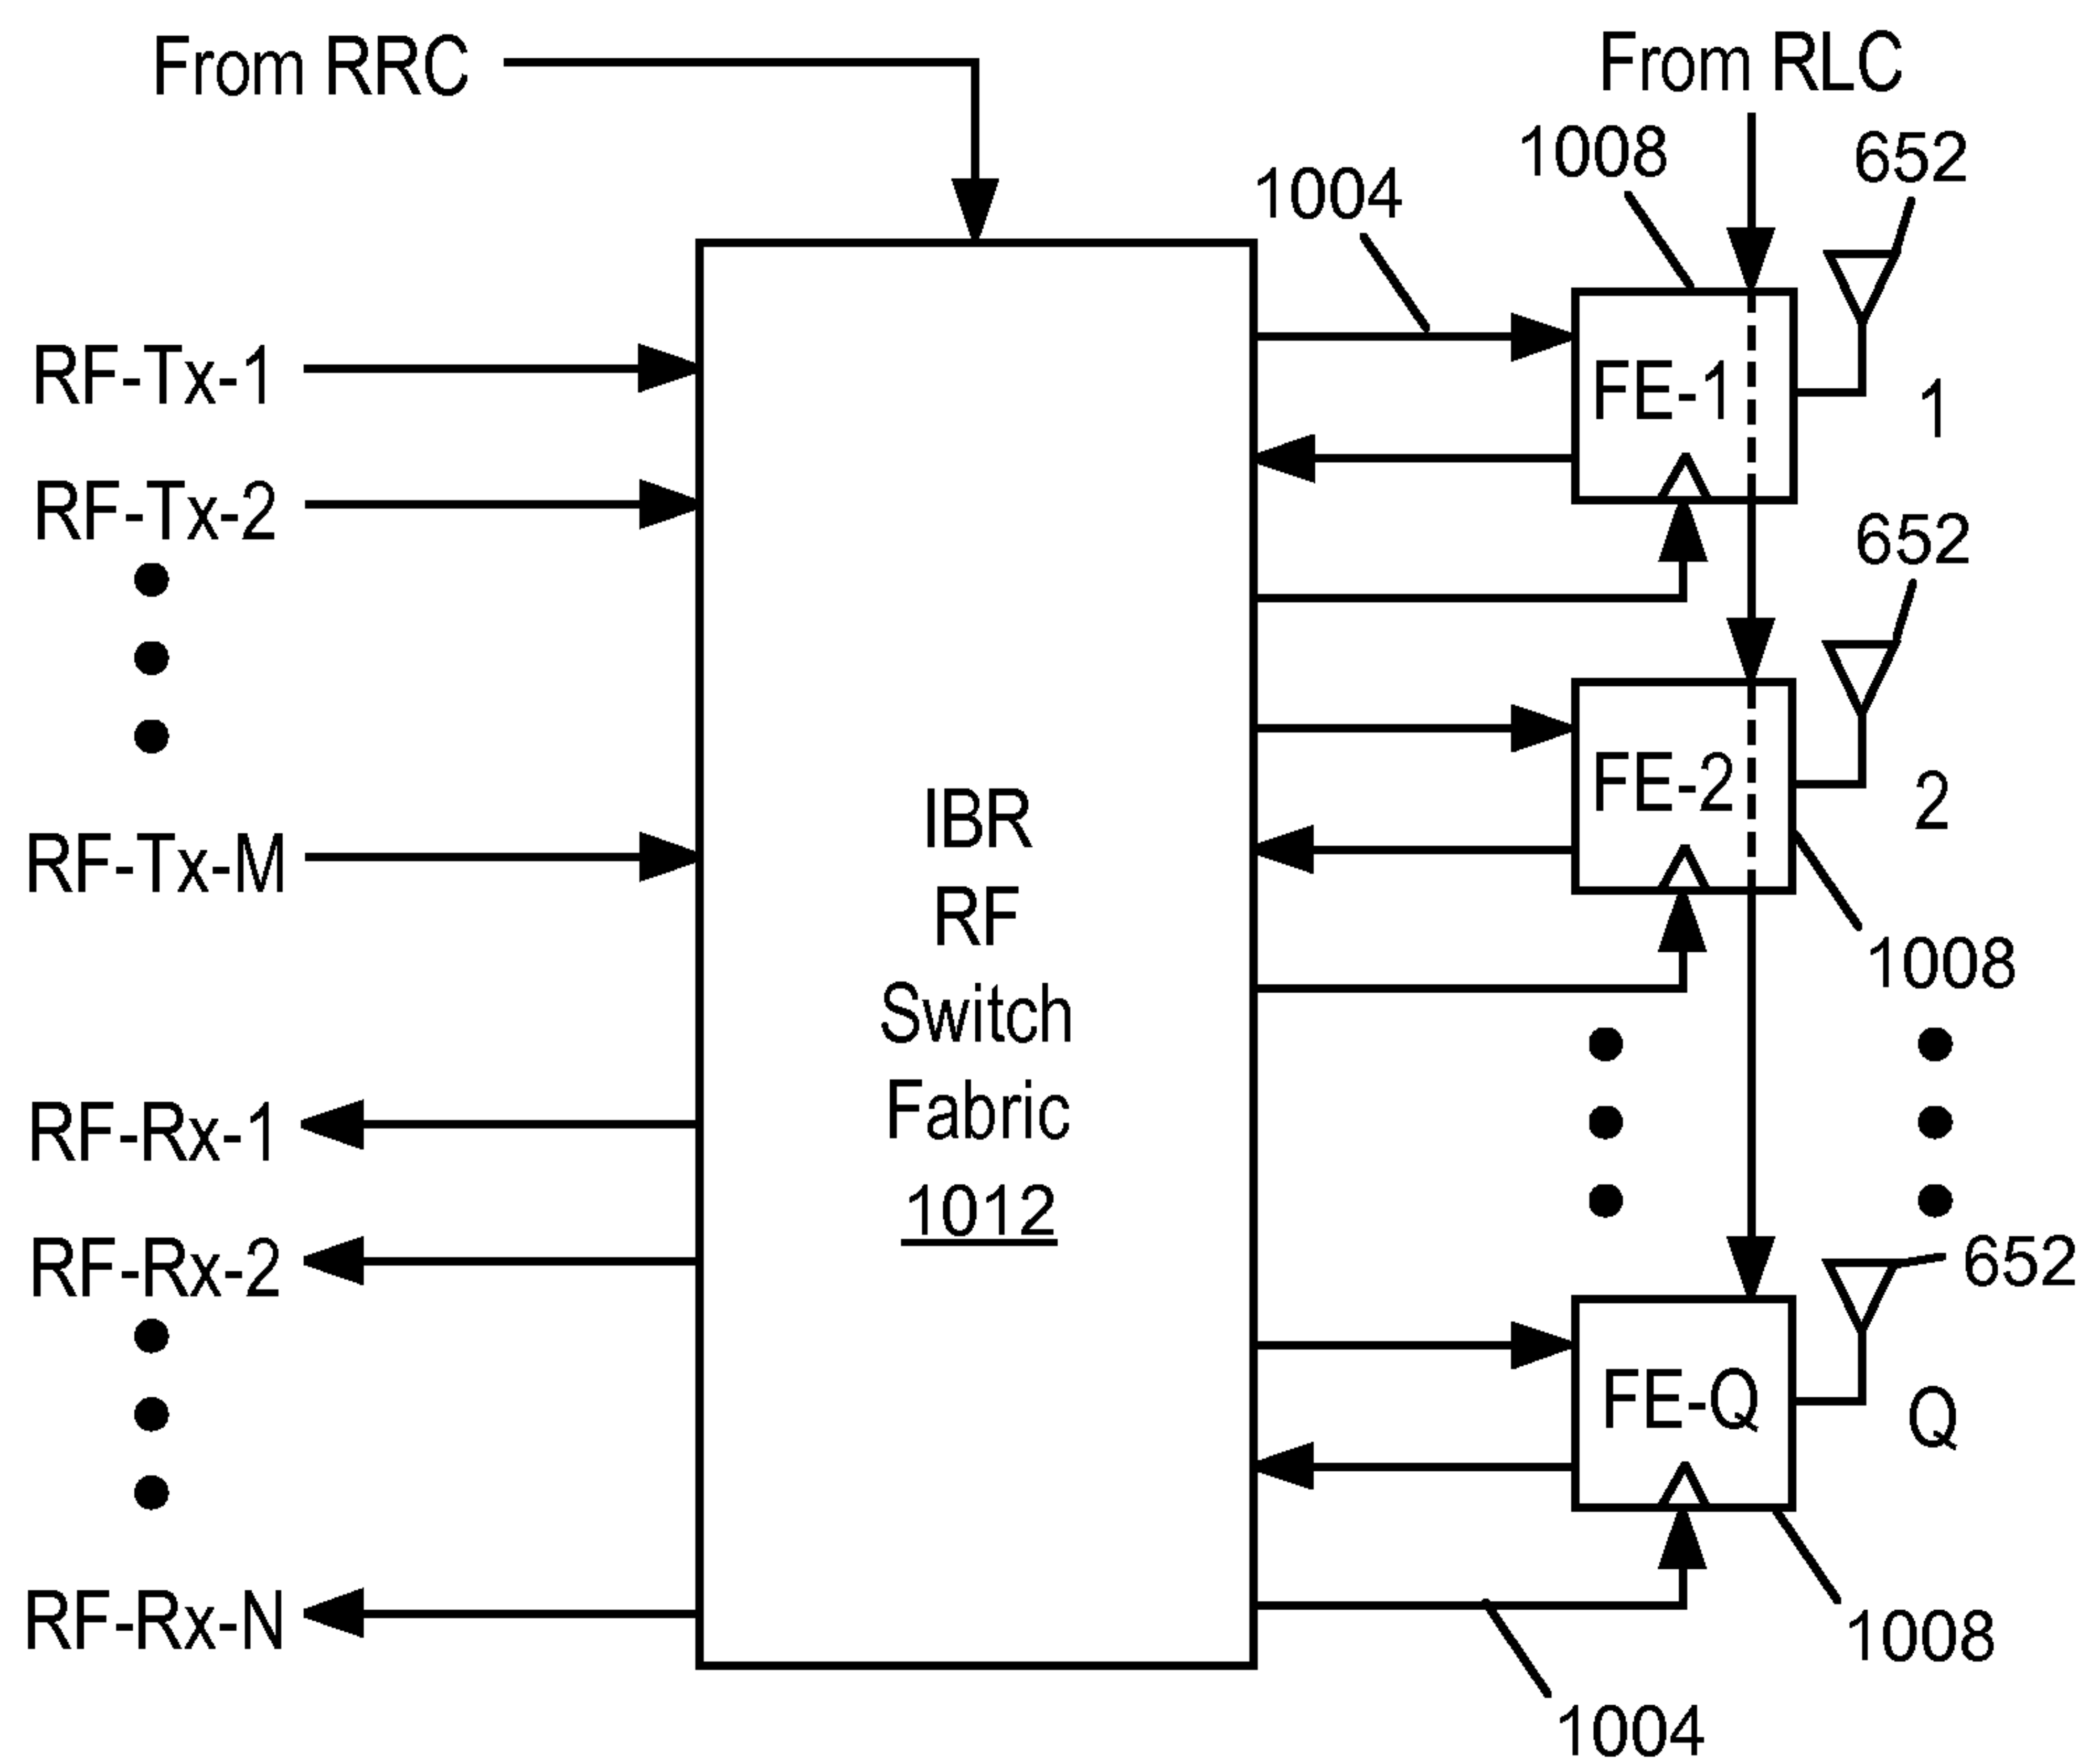 From RRC
From RLC
1008
652
1004
RF-Tx-1
FE-1
1
RF-Tx-2
652
RF-Tx-M
FE-2
2
IBR
RF
Switch
Fabric
1012
1008
RF-Rx-1
RF-Rx-2
652
FE-Q
Q
RF-Rx-N
1008
1004